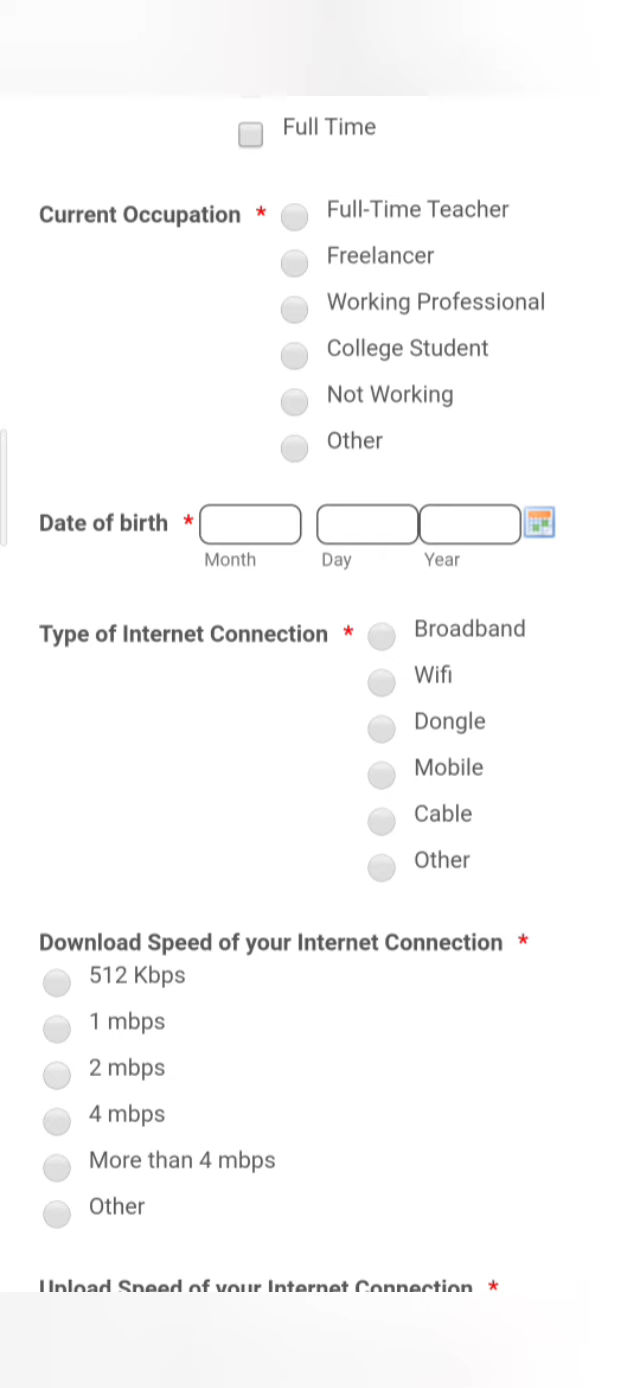 Full Time
Current Occupation *
Full-Time Teacher
Freelancer
Working Professional
College Student
Not Working
Other
Date of birth *
Month Day Year
Type of Internet Connection *
Broadband
Wifi
Dongle
Mobile
Cable
Other
Download Speed of your Internet Connection *
512 Kbps
1 mbps
2 mbps
4 mbps
More than 4 mbps
Other
Upload Speed of your Internet Connection *